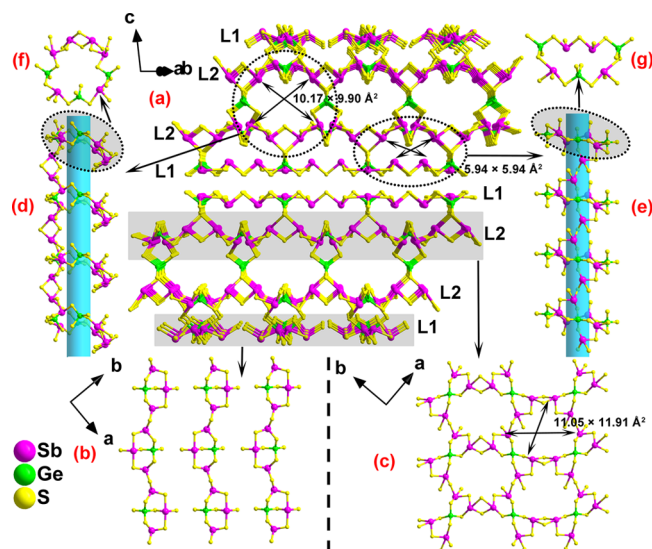 (f)
c
ab
(a)
L1
L2
10.17 × 9.90 Å²
L2
L1
(g)
5.94 × 5.94 Å²
(d)
(e)
L1
L2
L2
L1
b
a
(b)
Sb
Ge
S
b
a
11.05 × 11.91 Å²
(c)